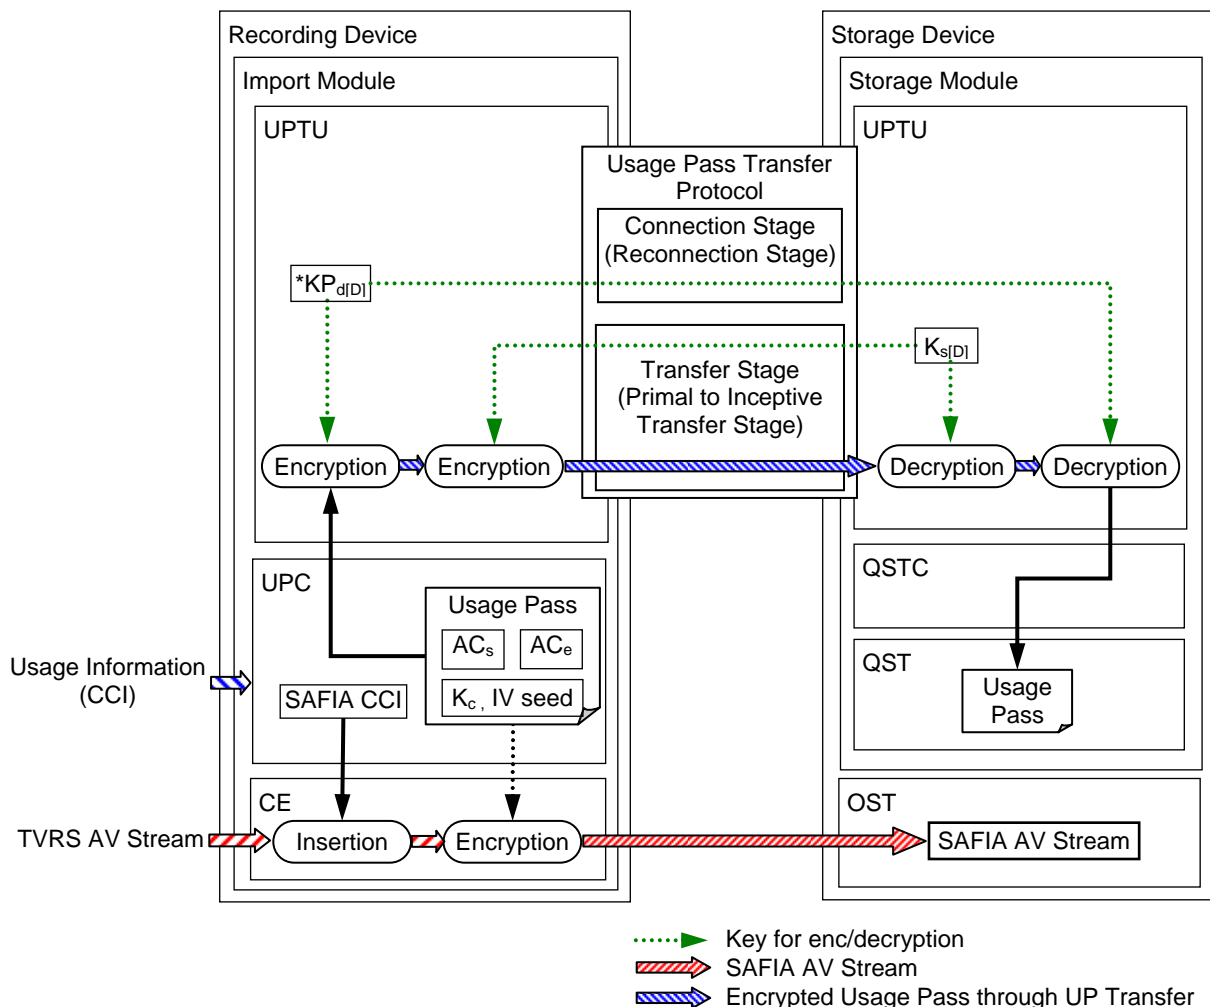 Recording Device
Storage Device
Import Module
Storage Module
UPTU
UPTU
Usage Pass Transfer
Protocol
Connection Stage
(Reconnection Stage)
*KPd[D]
Ks[D]
Transfer Stage
(Primal to Inceptive
Transfer Stage)
Encryption
Encryption
Decryption
Decryption
UPC
QSTC
Usage Pass
ACs
ACe
QST
Usage Information
(CCI)
SAFIA CCI
Kc , IV seed
Usage
Pass
CE
OST
TVRS AV Stream
Insertion
Encryption
SAFIA AV Stream
Key for enc/decryption
SAFIA AV Stream
Encrypted Usage Pass through UP Transfer